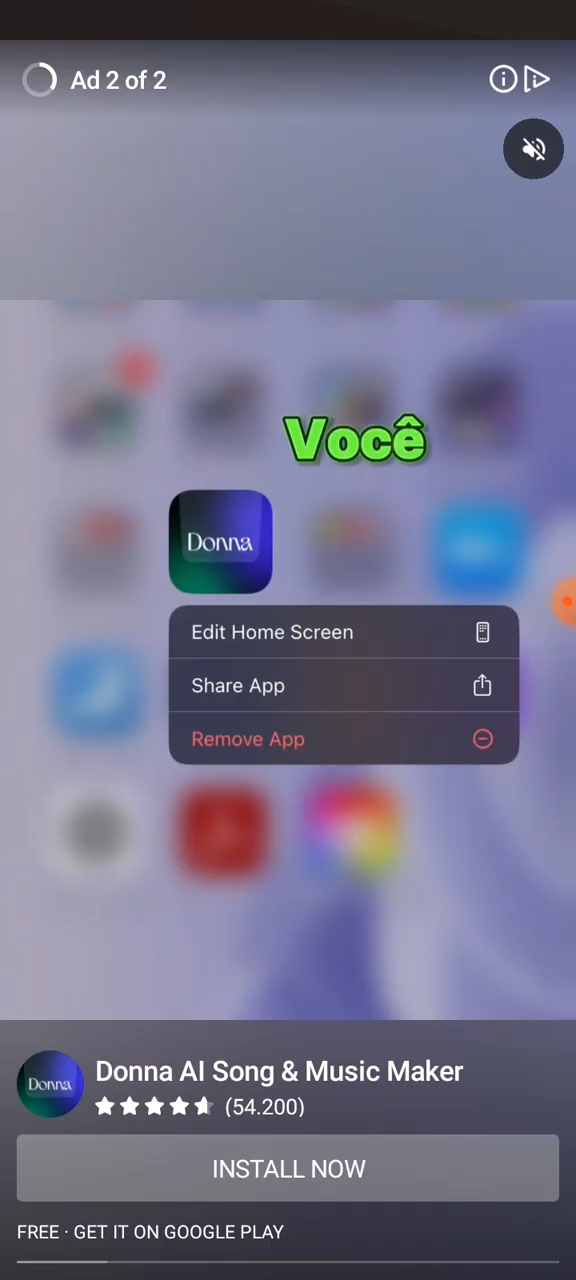 Ad 2 of 2
Você
Donna
Edit Home Screen
Share App
Remove App
Donna
Donna AI Song & Music Maker
(54.200)
INSTALL NOW
FREE · GET IT ON GOOGLE PLAY